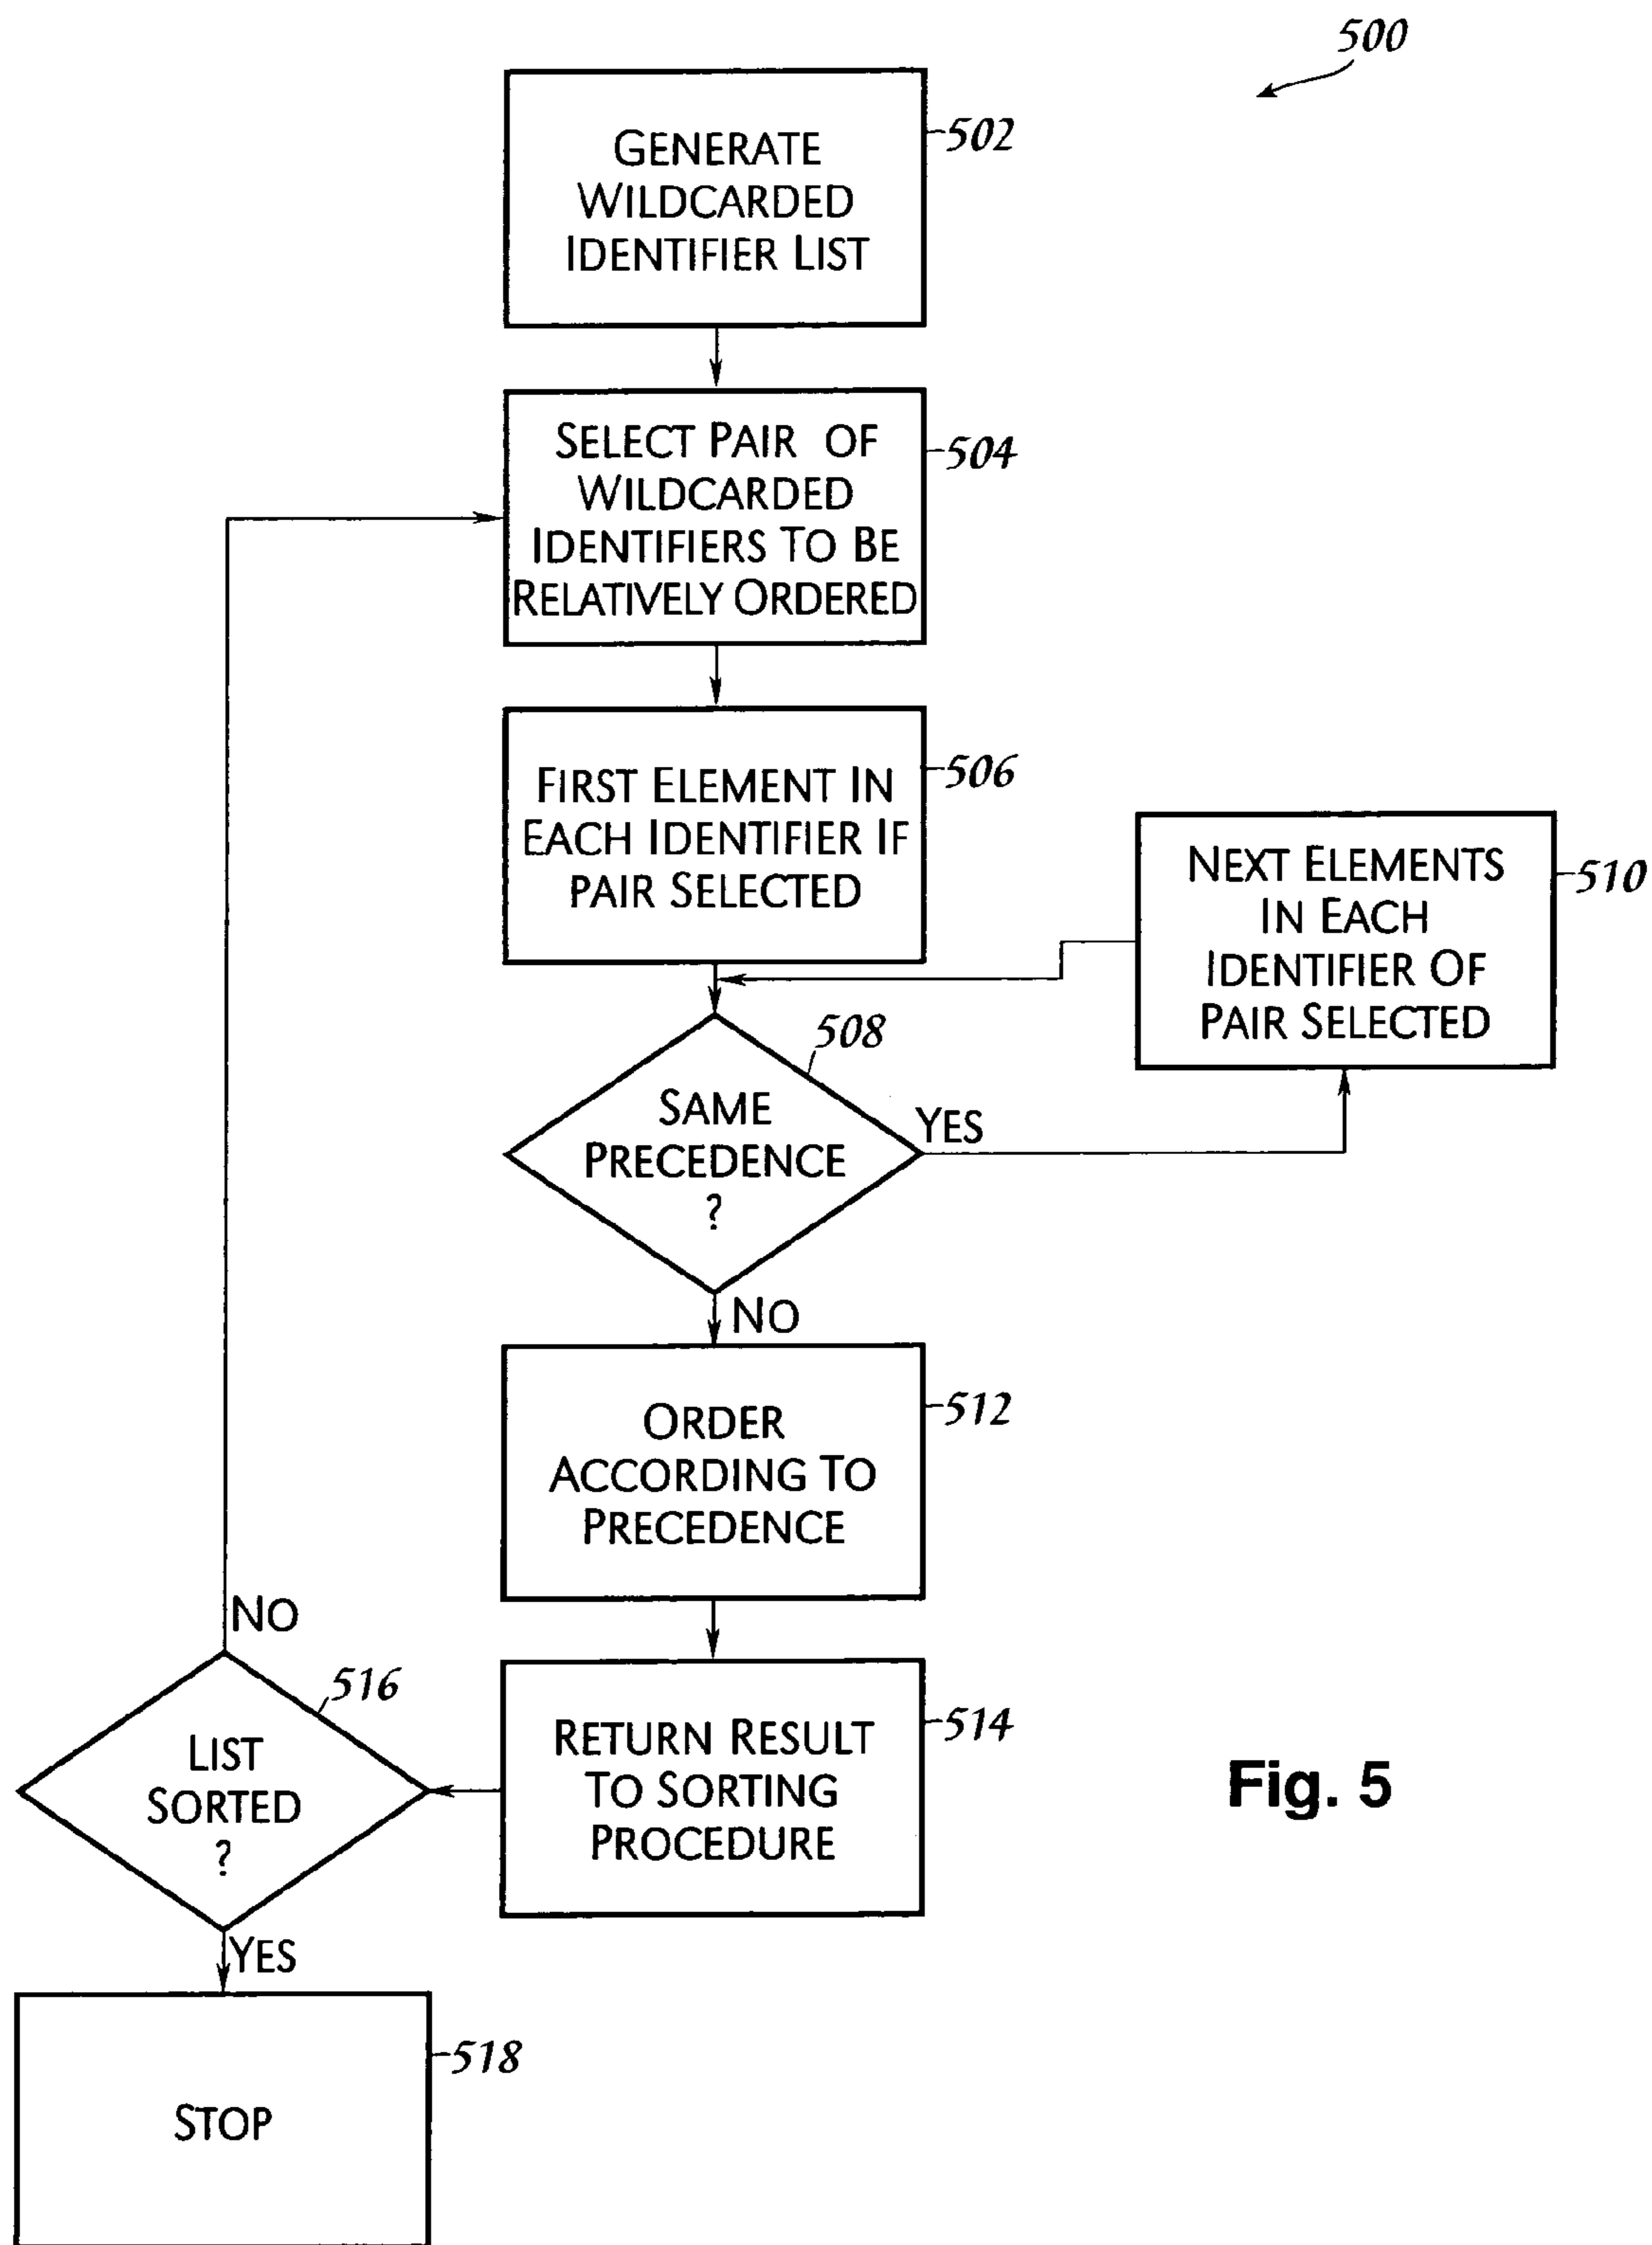 500
GENERATE
WILDCARDED
IDENTIFIER LIST
502
SELECT PAIR OF
WILDCARDED
IDENTIFIERS TO BE
RELATIVELY ORDERED
504
FIRST ELEMENT IN
EACH IDENTIFIER IF
PAIR SELECTED
506
NEXT ELEMENTS
IN EACH
IDENTIFIER OF
PAIR SELECTED
510
508
SAME
PRECEDENCE
?
YES
NO
ORDER
ACCORDING TO
PRECEDENCE
512
RETURN RESULT
TO SORTING
PROCEDURE
514
NO
516
LIST
SORTED
?
YES
STOP
518
Fig. 5